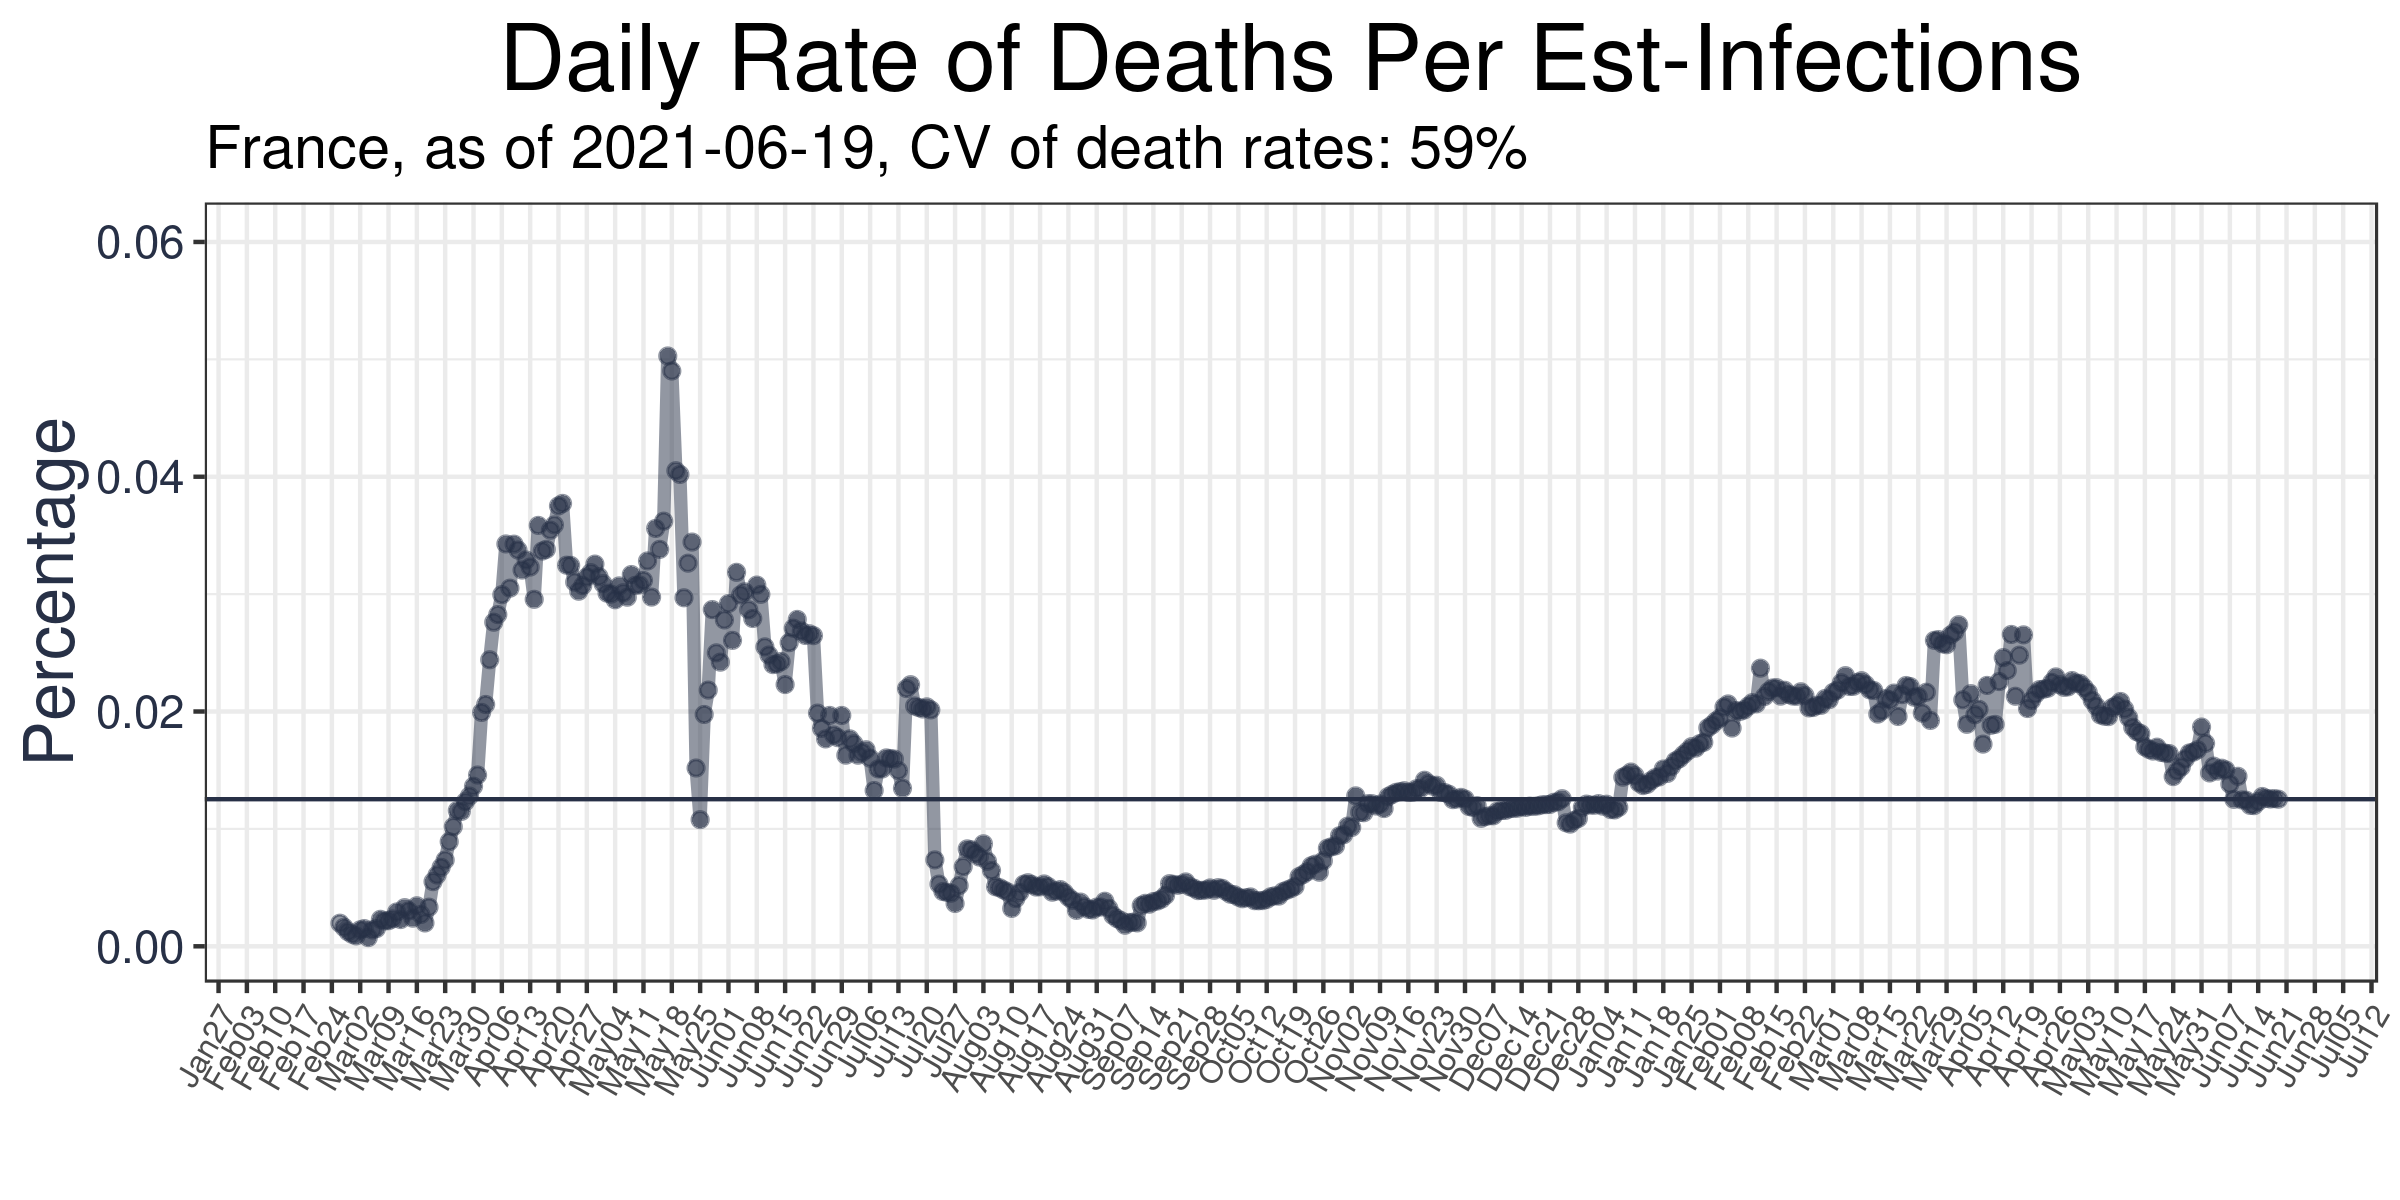 Daily Rate of Deaths Per Est-Infections
France, as of 2021-06-19, CV of death rates: 59%
Percentage
0.06
0.04
0.02
0.00
Jan27 Feb03 Feb10 Feb17 Feb24 Mar02 Mar09 Mar16 Mar23 Mar30 Apr06 Apr13 Apr20 Apr27 May04 May11 May18 May25 Jun01 Jun08 Jun15 Jun22 Jun29 Jul06 Jul13 Jul20 Jul27 Aug03 Aug10 Aug17 Aug24 Aug31 Sep07 Sep14 Sep21 Sep28 Oct05 Oct12 Oct19 Oct26 Nov02 Nov09 Nov16 Nov23 Nov30 Dec07 Dec14 Dec21 Dec28 Jan04 Jan11 Jan18 Jan25 Feb01 Feb08 Feb15 Feb22 Mar01 Mar08 Mar15 Mar22 Mar29 Apr05 Apr12 Apr19 Apr26 May03 May10 May17 May24 May31 Jun07 Jun14 Jun21 Jun28 Jul05 Jul12